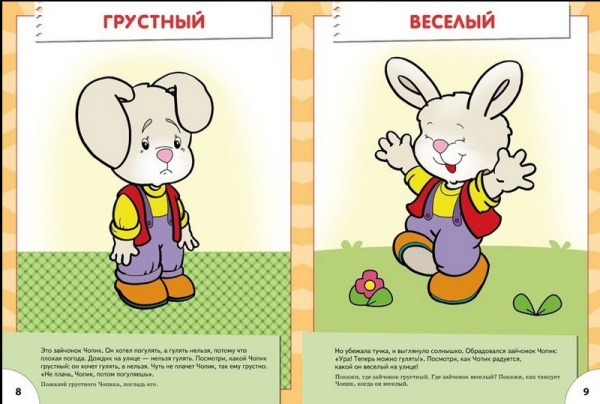 ГРУСТНЫЙ
Это зайчонок Чопик. Он хотел погулять, а гулять нельзя, потому что
плохая погода. Дождик на улице — нельзя гулять. Посмотри, какой Чопик
грустный: он хочет гулять, а нельзя. Чуть не плачет Чопик, так ему грустно.
«Не плачь, Чопик, потом погуляешь».
Пожалей грустного Чопика, погладь его.
8
ВЕСЕЛЫЙ
Но убежала тучка, и выглянуло солнышко. Обрадовался зайчонок Чопик:
«Ура! Теперь можно гулять!». Посмотри, как Чопик радуется,
какой он веселый на улице!
Покажи, где зайчонок грустный. Где зайчонок веселый? Покажи, как танцует
Чопик, когда он веселый.
9